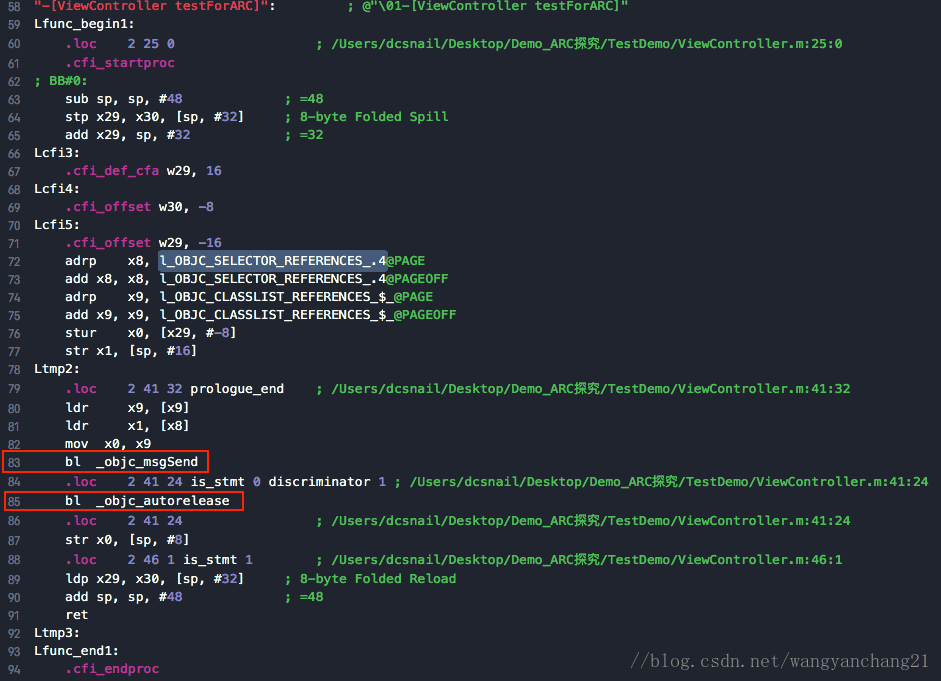 58 "-[ViewController testForARC]": ; @"\01-[ViewController testForARC]"
59 Lfunc_begin1:
60 .loc 2 25 0 ; /Users/dcsnail/Desktop/Demo_ARC探究/TestDemo/ViewController.m:25:0
61 .cfi_startproc
62 ; BB#0:
63 sub sp, sp, #48 ; =48
64 stp x29, x30, [sp, #32] ; 8-byte Folded Spill
65 add x29, sp, #32 ; =32
66 Lcfi3:
67 .cfi_def_cfa w29, 16
68 Lcfi4:
69 .cfi_offset w30, -8
70 Lcfi5:
71 .cfi_offset w29, -16
72 adrp x8, l_OBJC_SELECTOR_REFERENCES_.4@PAGE
73 add x8, x8, l_OBJC_SELECTOR_REFERENCES_.4@PAGEOFF
74 adrp x9, l_OBJC_CLASSLIST_REFERENCES_$_@PAGE
75 add x9, x9, l_OBJC_CLASSLIST_REFERENCES_$_@PAGEOFF
76 stur x0, [x29, #-8]
77 str x1, [sp, #16]
78 Ltmp2:
79 .loc 2 41 32 prologue_end ; /Users/dcsnail/Desktop/Demo_ARC探究/TestDemo/ViewController.m:41:32
80 ldr x9, [x9]
81 ldr x1, [x8]
82 mov x0, x9
83 bl _objc_msgSend
84 .loc 2 41 24 is_stmt 0 discriminator 1 ; /Users/dcsnail/Desktop/Demo_ARC探究/TestDemo/ViewController.m:41:24
85 bl _objc_autorelease
86 .loc 2 41 24 ; /Users/dcsnail/Desktop/Demo_ARC探究/TestDemo/ViewController.m:41:24
87 str x0, [sp, #8]
88 .loc 2 46 1 is_stmt 1 ; /Users/dcsnail/Desktop/Demo_ARC探究/TestDemo/ViewController.m:46:1
89 ldp x29, x30, [sp, #32] ; 8-byte Folded Reload
90 add sp, sp, #48 ; =48
91 ret
92 Ltmp3:
93 Lfunc_end1:
94 .cfi_endproc
//blog.csdn.net/wangyanchang21